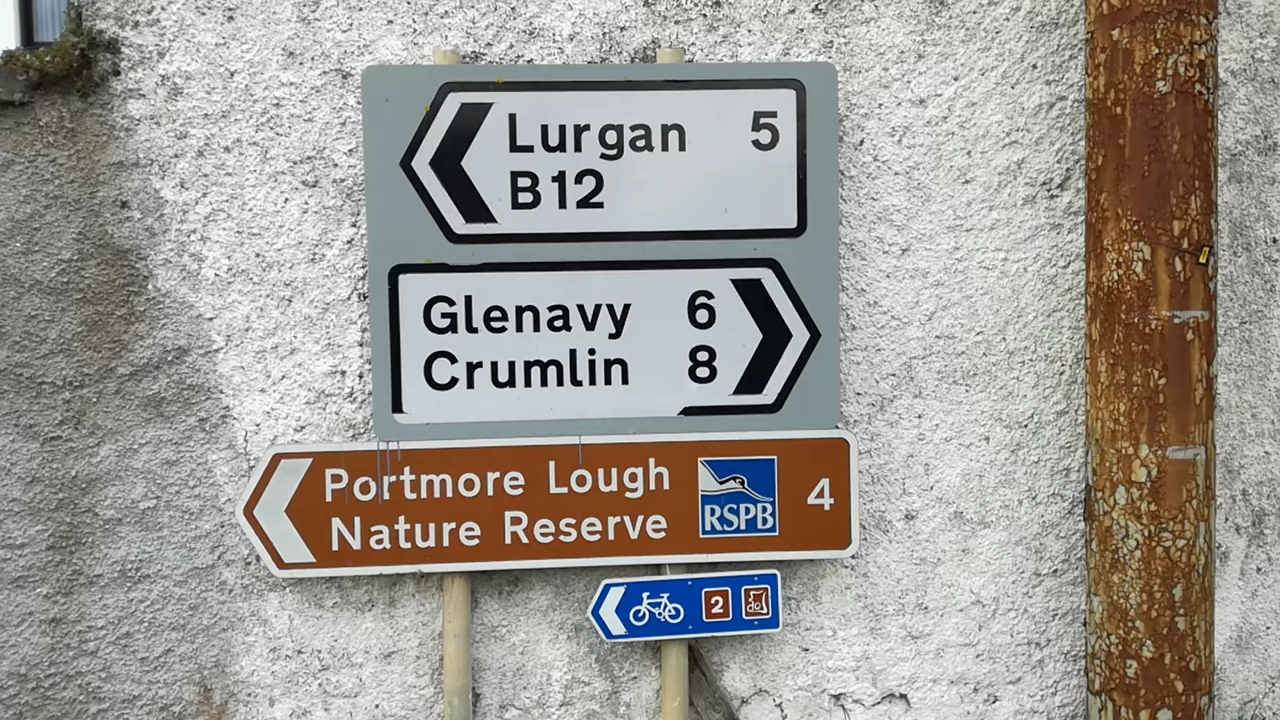 Lurgan 5
B12
Glenavy 6
Crumlin 8
Portmore Lough
Nature Reserve
RSPB
4
2